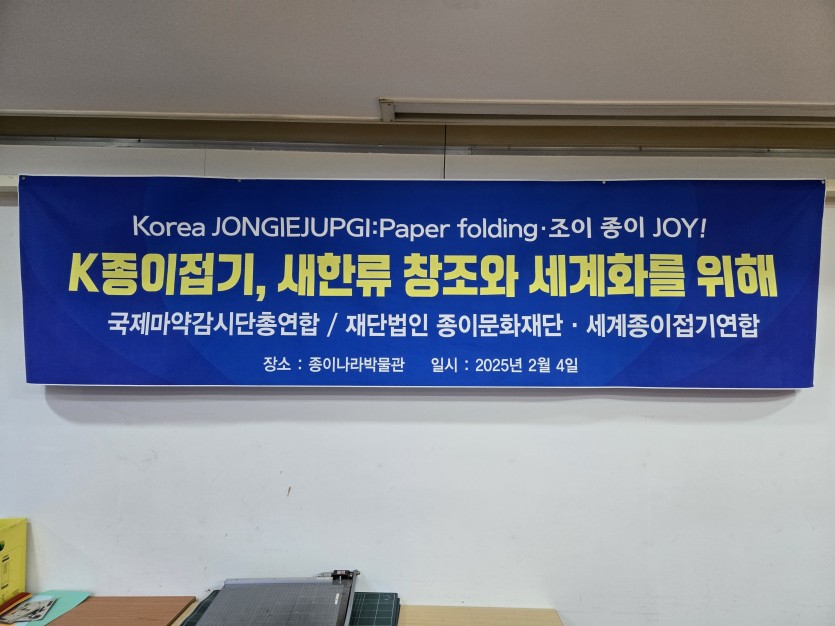 Korea JONGIEJUPGI:Paper folding·조이 종이 JOY!
K종이접기, 새한류 창조와 세계화를 위해
국제마약감시단총연합 / 재단법인 종이문화재단 · 세계종이접기연합
장소 : 종이나라박물관 일시 : 2025년 2월 4일